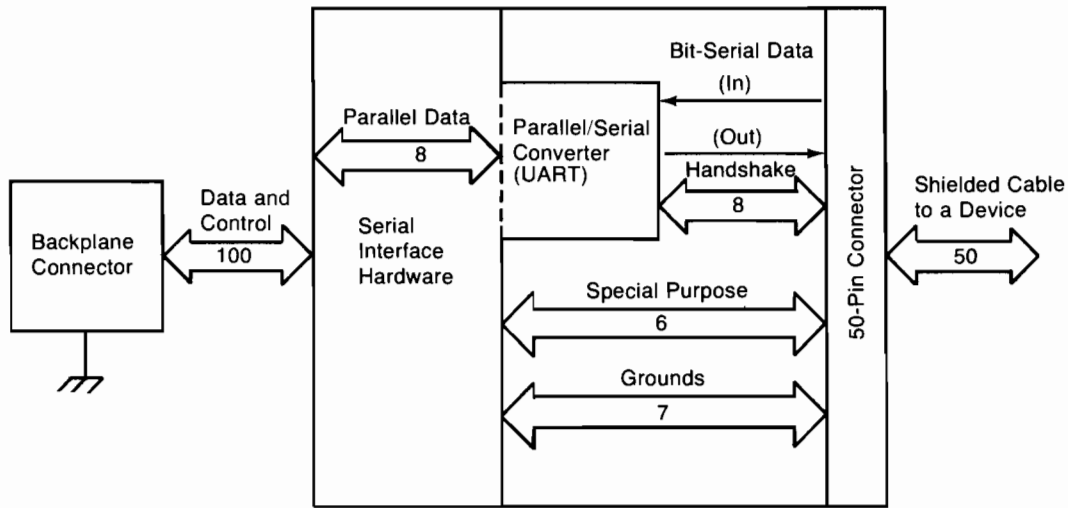 Backplane
Connector
Data and
Control
100
Parallel Data
8
Serial
Interface
Hardware
Parallel/Serial
Converter
(UART)
Bit-Serial Data
(In)
(Out)
Handshake
8
Special Purpose
6
Grounds
7
50-Pin Connector
Shielded Cable
to a Device
50